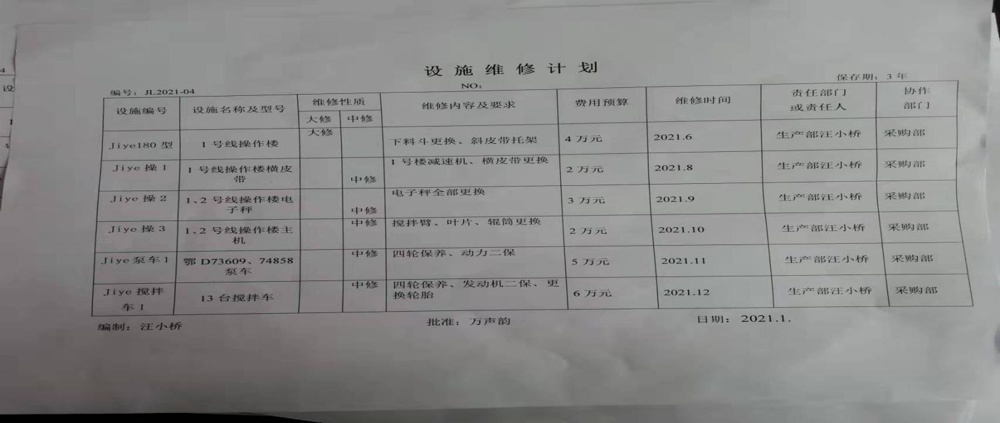 设施维修计划
编号：JL2021-04 NO： 保存期：3 年
设施编号 设施名称及型号 维修性质 大修 中修 维修内容及要求 费用预算 维修时间 责任部门或责任人 协作部门
Jiye180 型 1 号线操作楼 大修 下料斗更换、斜皮带托架 4 万元 2021.6 生产部汪小桥 采购部
Jiye 操 1 1 号线操作楼横皮带 中修 1 号楼减速机、横皮带更换 2 万元 2021.8 生产部汪小桥 采购部
Jiye 操 2 1、2 号线操作楼电子秤 中修 电子秤全部更换 3 万元 2021.9 生产部汪小桥 采购部
Jiye 操 3 1、2 号线操作楼主机 中修 搅拌臂、叶片、辊筒更换 2 万元 2021.10 生产部汪小桥 采购部
Jiye 泵车 1 鄂 D73609、74858 泵车 中修 四轮保养、动力二保 5 万元 2021.11 生产部汪小桥 采购部
Jiye 搅拌车 1 13 台搅拌车 中修 四轮保养、发动机二保、更换轮胎 6 万元 2021.12 生产部汪小桥 采购部
编制：汪小桥 批准：万声韵 日期：2021.1.